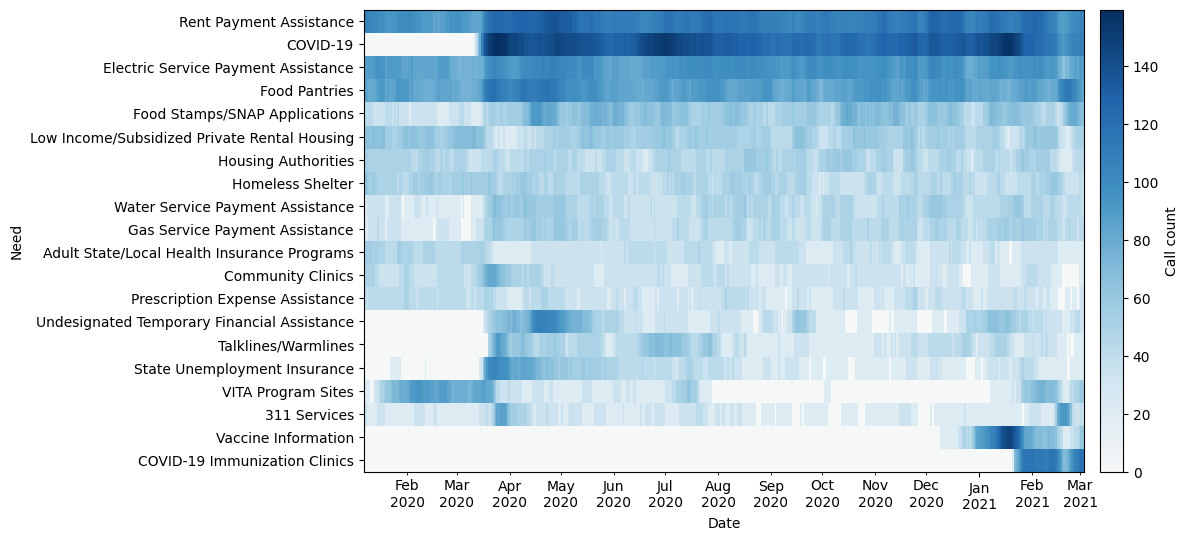 Need
Rent Payment Assistance
COVID-19
Electric Service Payment Assistance
Food Pantries
Food Stamps/SNAP Applications
Low Income/Subsidized Private Rental Housing
Housing Authorities
Homeless Shelter
Water Service Payment Assistance
Gas Service Payment Assistance
Adult State/Local Health Insurance Programs
Community Clinics
Prescription Expense Assistance
Undesignated Temporary Financial Assistance
Talklines/Warmlines
State Unemployment Insurance
VITA Program Sites
311 Services
Vaccine Information
COVID-19 Immunization Clinics
Feb 2020
Mar 2020
Apr 2020
May 2020
Jun 2020
Jul 2020
Aug 2020
Sep 2020
Oct 2020
Nov 2020
Dec 2020
Jan 2021
Feb 2021
Mar 2021
Date
140
120
100
80
60
40
20
0
Call count